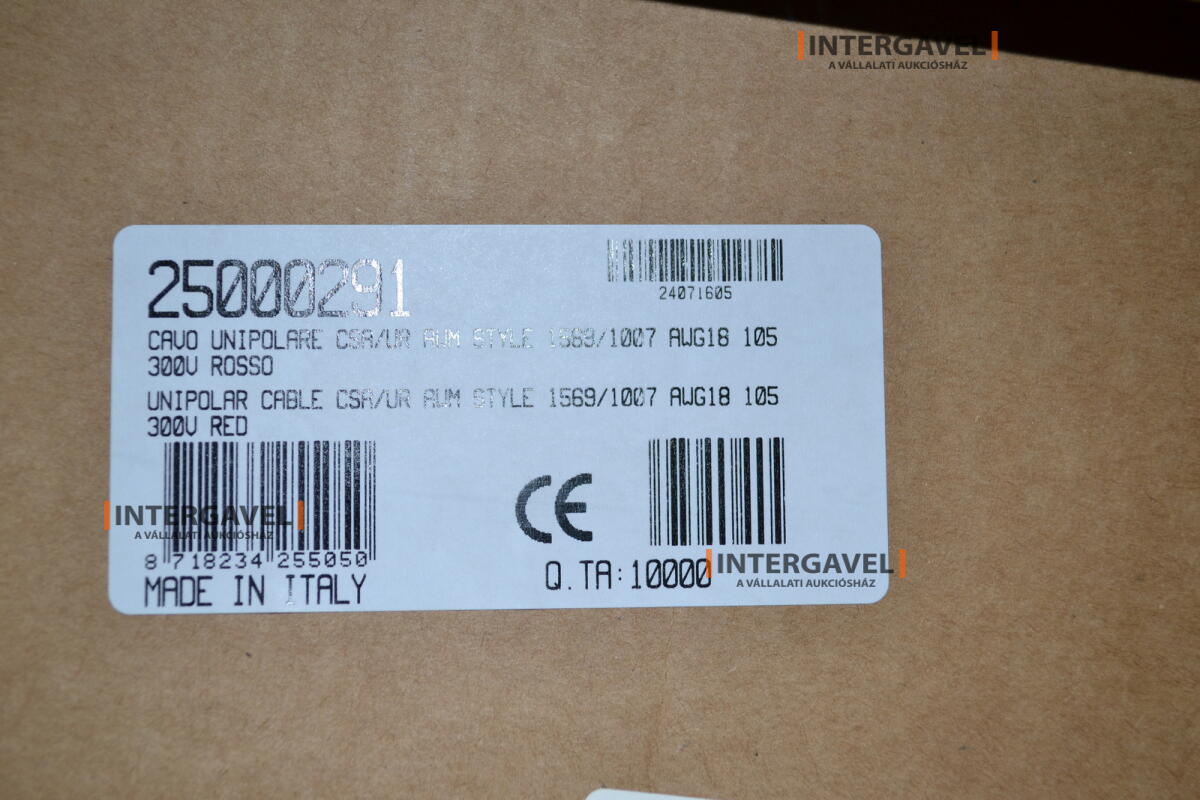 INTERGAVEL
A VÁLLALATI AUKCIÓSHÁZ
25000291
24071605
CAVO UNIPOLARE CSA/UR AWM STYLE 1569/1007 AWG18 105
300V ROSSO
UNIPOLAR CABLE CSA/UR AWM STYLE 1569/1007 AWG18 105
300V RED
CE
INTERGAVEL
A VÁLLALATI AUKCIÓSHÁZ
8 718234 255050
MADE IN ITALY
Q.TA:10000
INTERGAVEL
A VÁLLALATI AUKCIÓSHÁZ